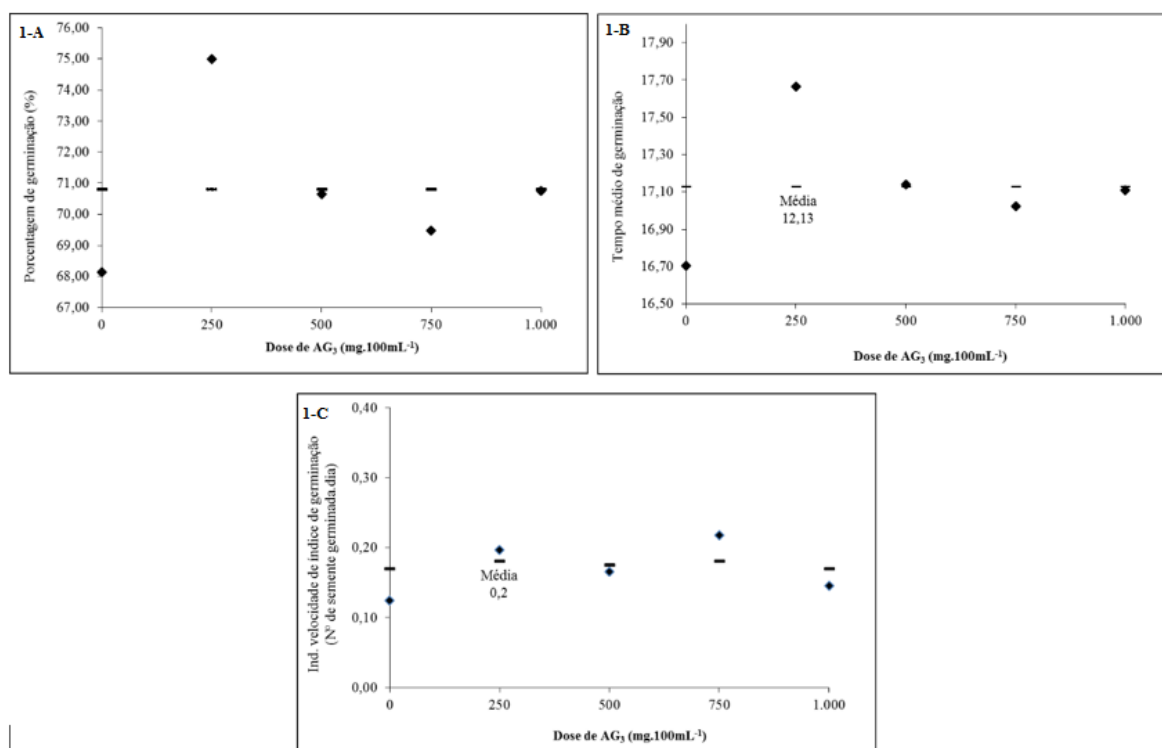 1-A
Porcentagem de germinação (%)
76,00
75,00
74,00
73,00
72,00
71,00
70,00
69,00
68,00
67,00
0 250 500 750 1.000
Dose de AG₃ (mg.100mL⁻¹)
1-B
Tempo médio de germinação
17,90
17,70
17,50
17,30
17,10
16,90
16,70
16,50
Média
12,13
0 250 500 750 1.000
Dose de AG₃ (mg.100mL⁻¹)
1-C
Ind. velocidade de índice de germinação
(Nº de semente germinada.dia)
0,40
0,30
0,20
0,10
0,00
Média
0,2
0 250 500 750 1.000
Dose de AG₃ (mg.100mL⁻¹)